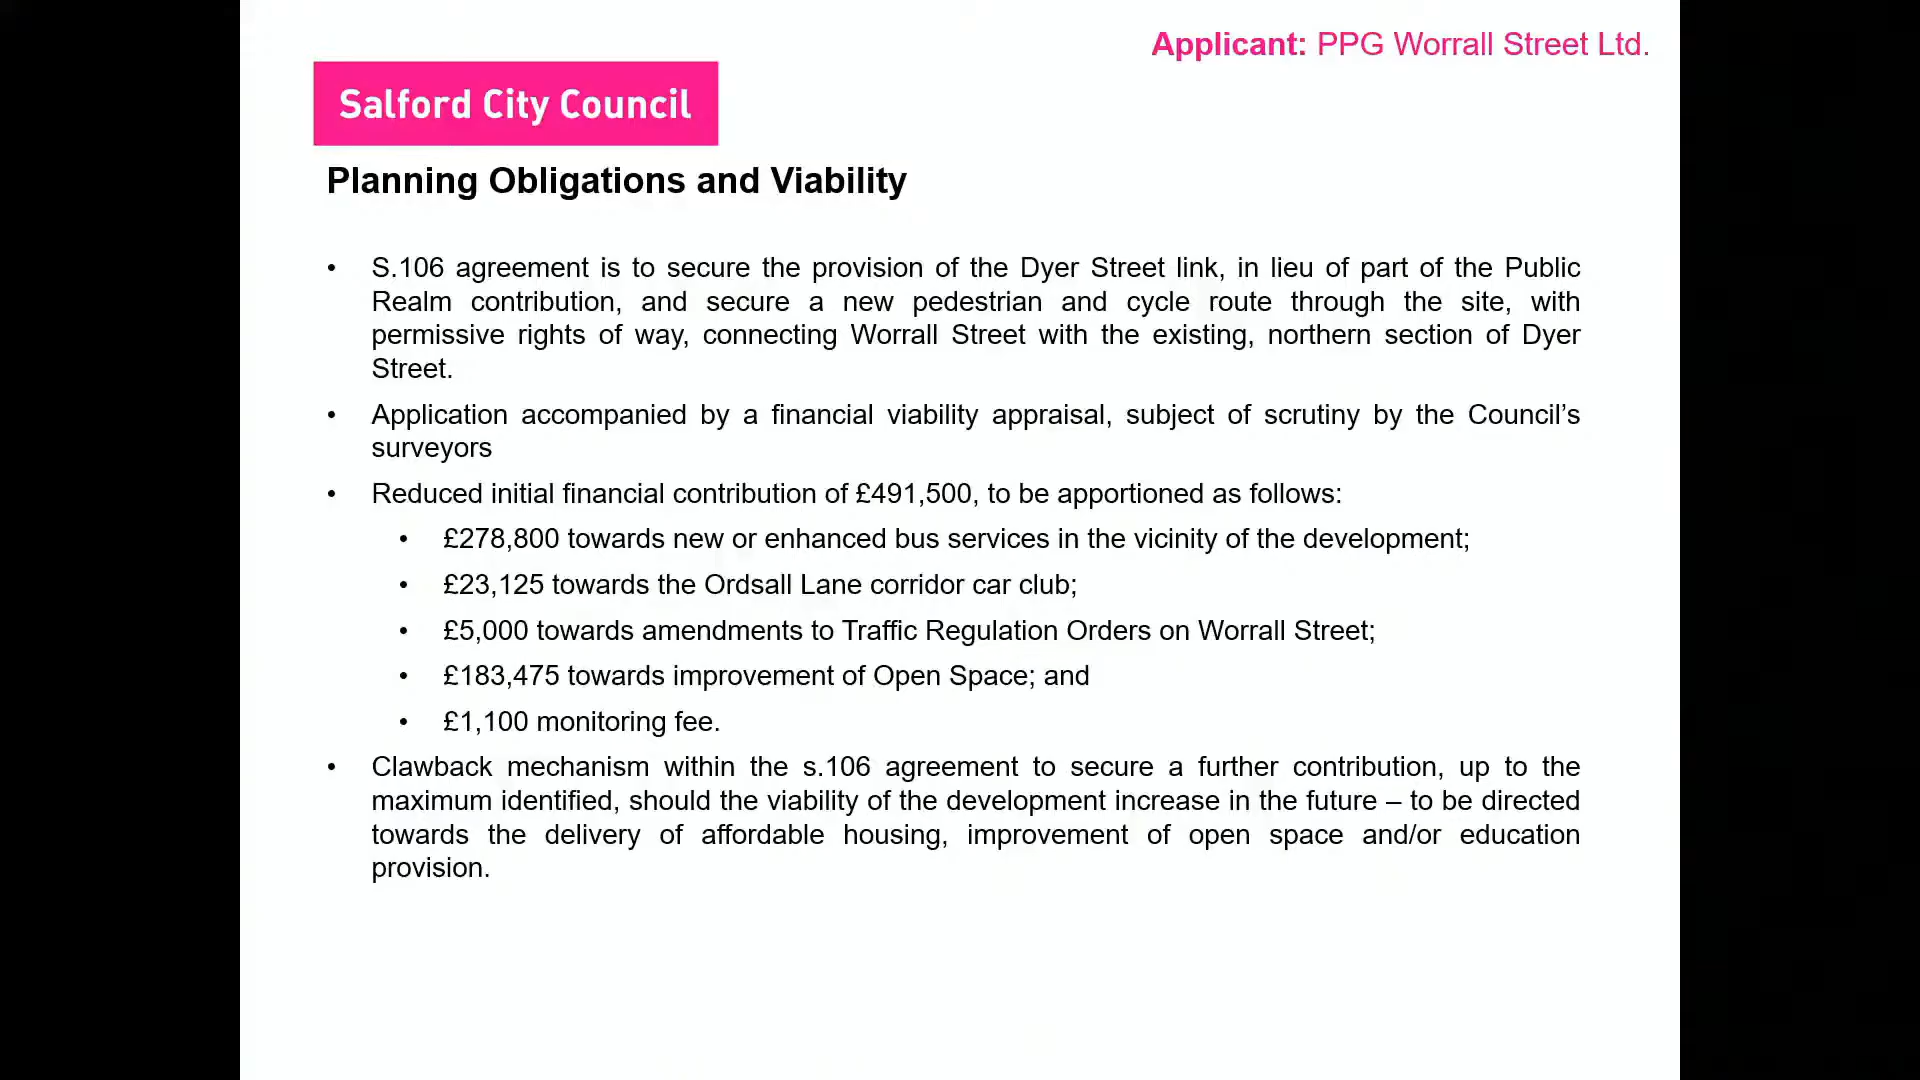 Applicant: PPG Worrall Street Ltd.
Salford City Council
Planning Obligations and Viability
• S.106 agreement is to secure the provision of the Dyer Street link, in lieu of part of the Public
Realm contribution, and secure a new pedestrian and cycle route through the site, with
permissive rights of way, connecting Worrall Street with the existing, northern section of Dyer
Street.
• Application accompanied by a financial viability appraisal, subject of scrutiny by the Council’s
surveyors
• Reduced initial financial contribution of £491,500, to be apportioned as follows:
• £278,800 towards new or enhanced bus services in the vicinity of the development;
• £23,125 towards the Ordsall Lane corridor car club;
• £5,000 towards amendments to Traffic Regulation Orders on Worrall Street;
• £183,475 towards improvement of Open Space; and
• £1,100 monitoring fee.
• Clawback mechanism within the s.106 agreement to secure a further contribution, up to the
maximum identified, should the viability of the development increase in the future – to be directed
towards the delivery of affordable housing, improvement of open space and/or education
provision.